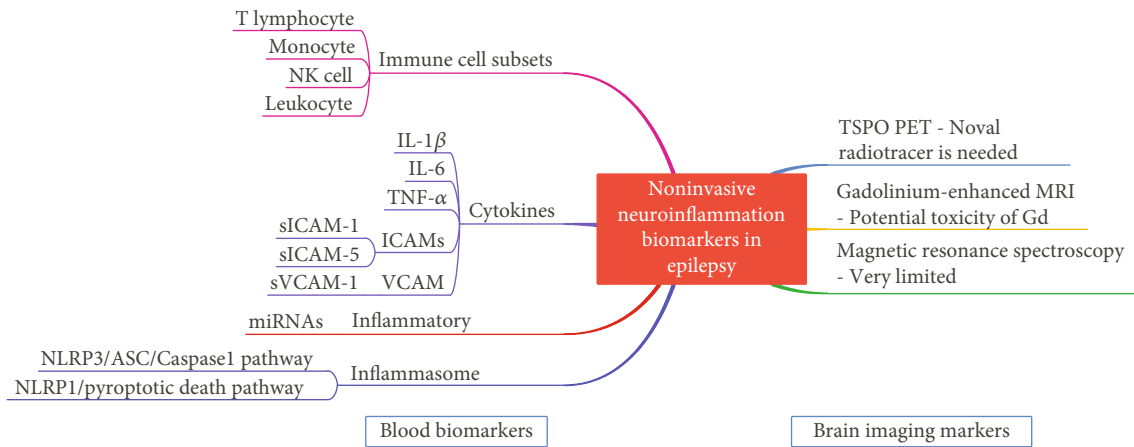 T lymphocyte
Monocyte
NK cell
Leukocyte
Immune cell subsets
IL-1β
IL-6
TNF-α
sICAM-1
sICAM-5
ICAMs
sVCAM-1
VCAM
Cytokines
miRNAs
Inflammatory
NLRP3/ASC/Caspase1 pathway
NLRP1/pyroptotic death pathway
Inflammasome
Noninvasive
neuroinflammation
biomarkers in
epilepsy
TSPO PET - Noval
radiotracer is needed
Gadolinium-enhanced MRI
- Potential toxicity of Gd
Magnetic resonance spectroscopy
- Very limited
Blood biomarkers
Brain imaging markers